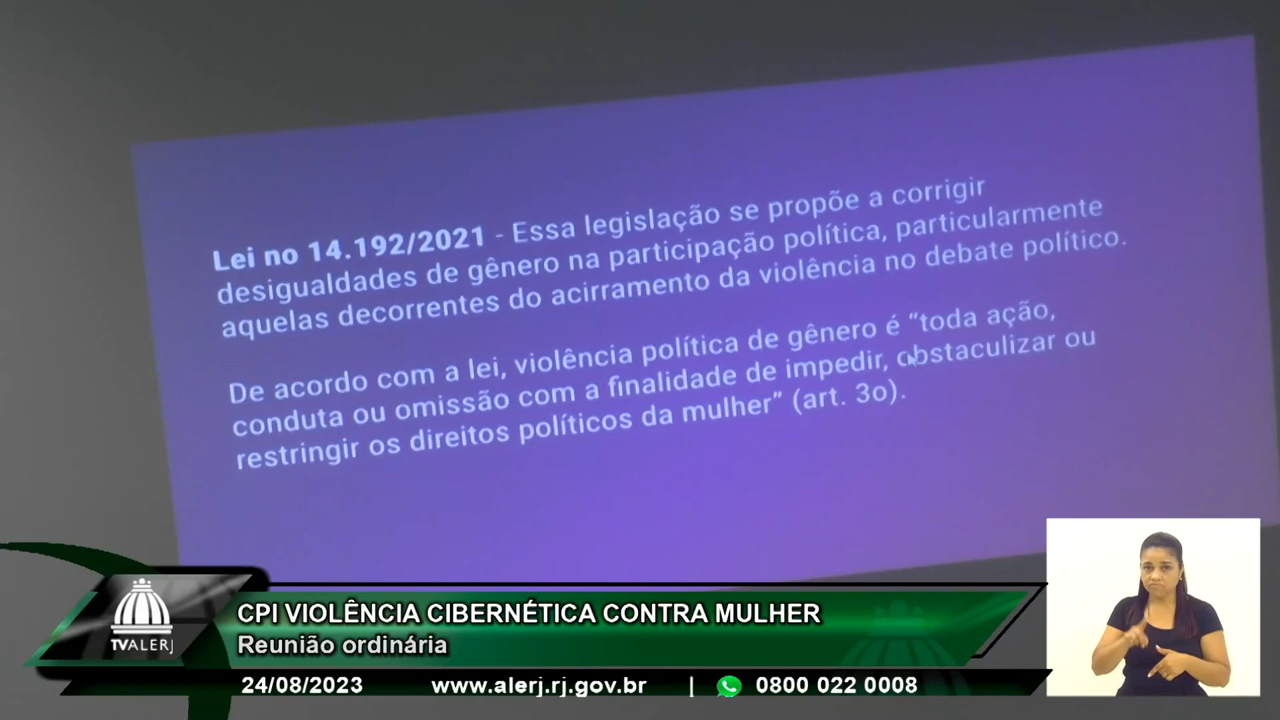 Lei no 14.192/2021 - Essa legislação se propõe a corrigir
desigualdades de gênero na participação política, particularmente
aquelas decorrentes do acirramento da violência no debate político.
De acordo com a lei, violência política de gênero é “toda ação,
conduta ou omissão com a finalidade de impedir, obstaculizar ou
restringir os direitos políticos da mulher” (art. 3o).
CPI VIOLÊNCIA CIBERNÉTICA CONTRA MULHER
TVALERJ
Reunião ordinária
24/08/2023 www.alerj.rj.gov.br | 0800 022 0008